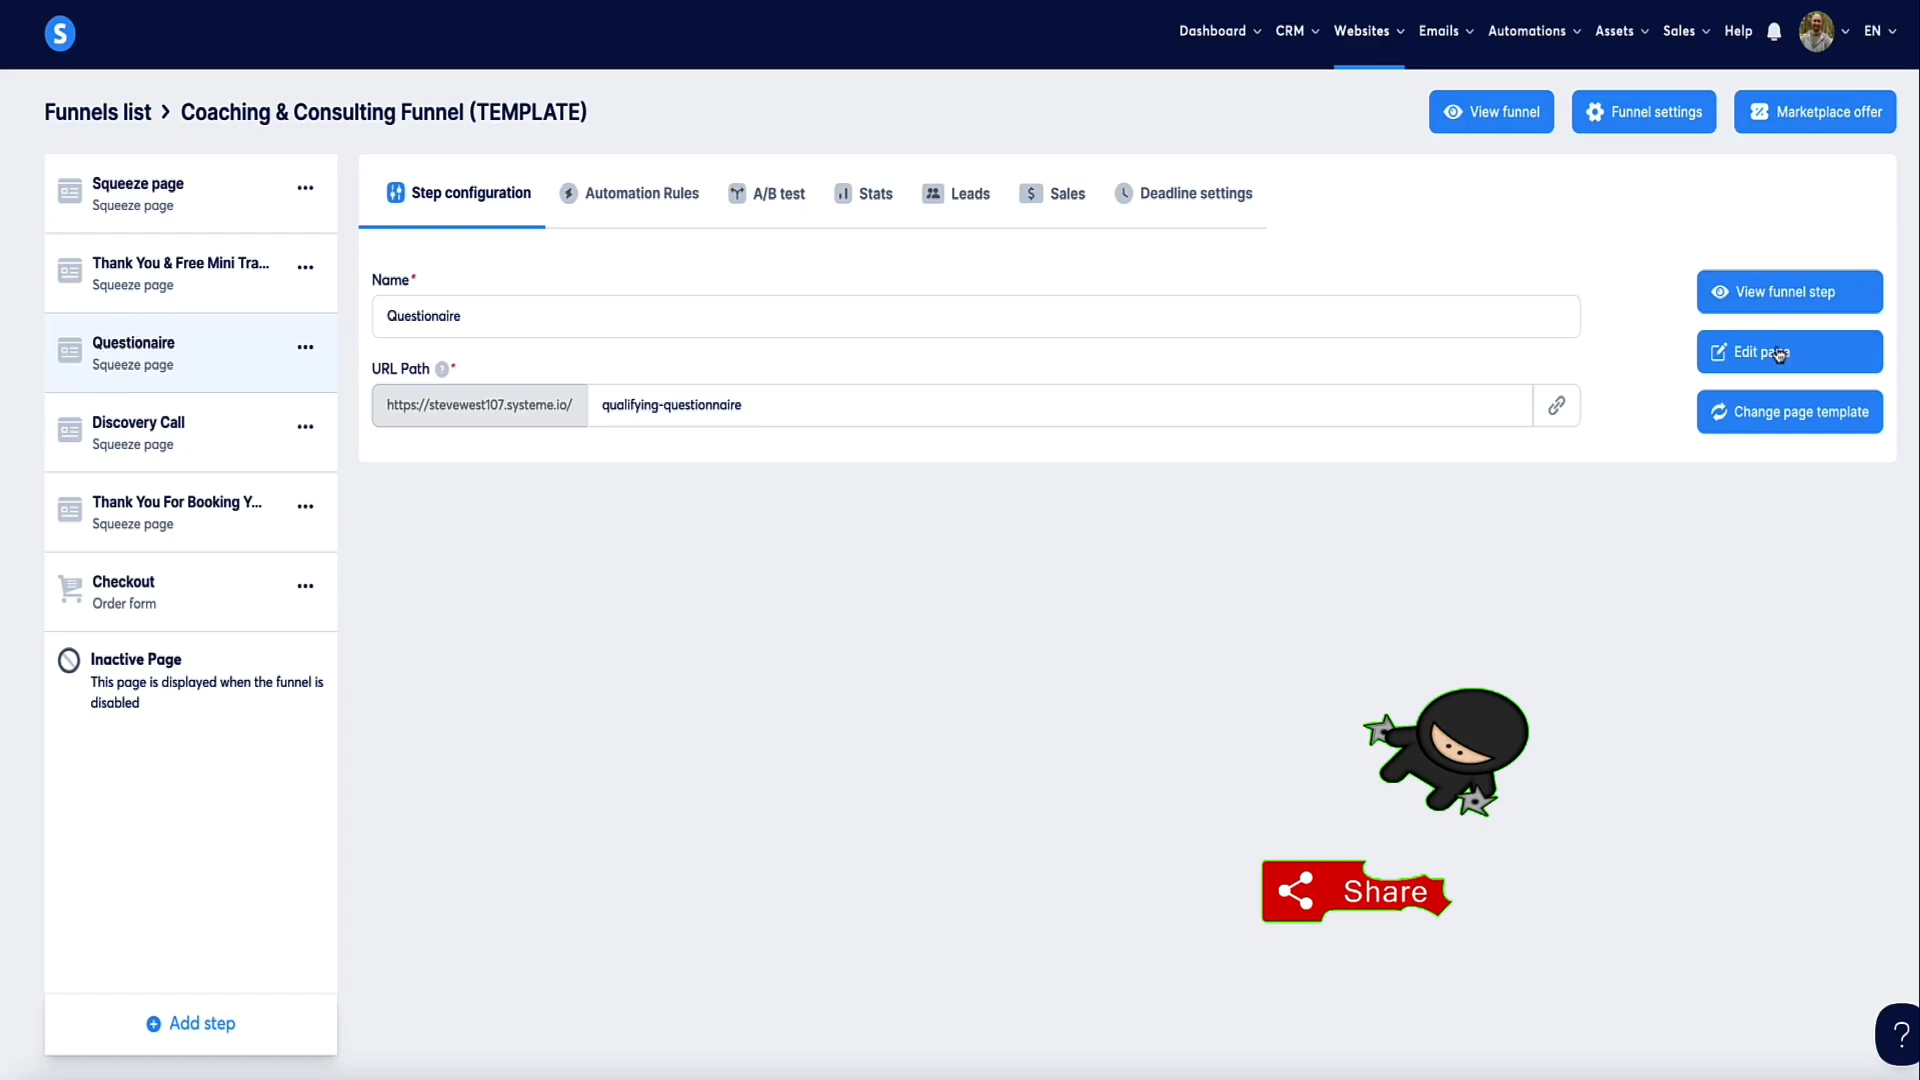 S
Dashboard CRM Websites Emails Automations Assets Sales Help EN
Funnels list > Coaching & Consulting Funnel (TEMPLATE)
View funnel
Funnel settings
Marketplace offer
Squeeze page
Squeeze page
Thank You & Free Mini Tra...
Squeeze page
Questionaire
Squeeze page
Discovery Call
Squeeze page
Thank You For Booking Y...
Squeeze page
Checkout
Order form
Inactive Page
This page is displayed when the funnel is
disabled
Add step
Step configuration Automation Rules A/B test Stats Leads $ Sales Deadline settings
Name*
Questionaire
URL Path ? *
https://stevewest107.systeme.io/ qualifying-questionnaire
View funnel step
Edit page
Change page template
Share
?